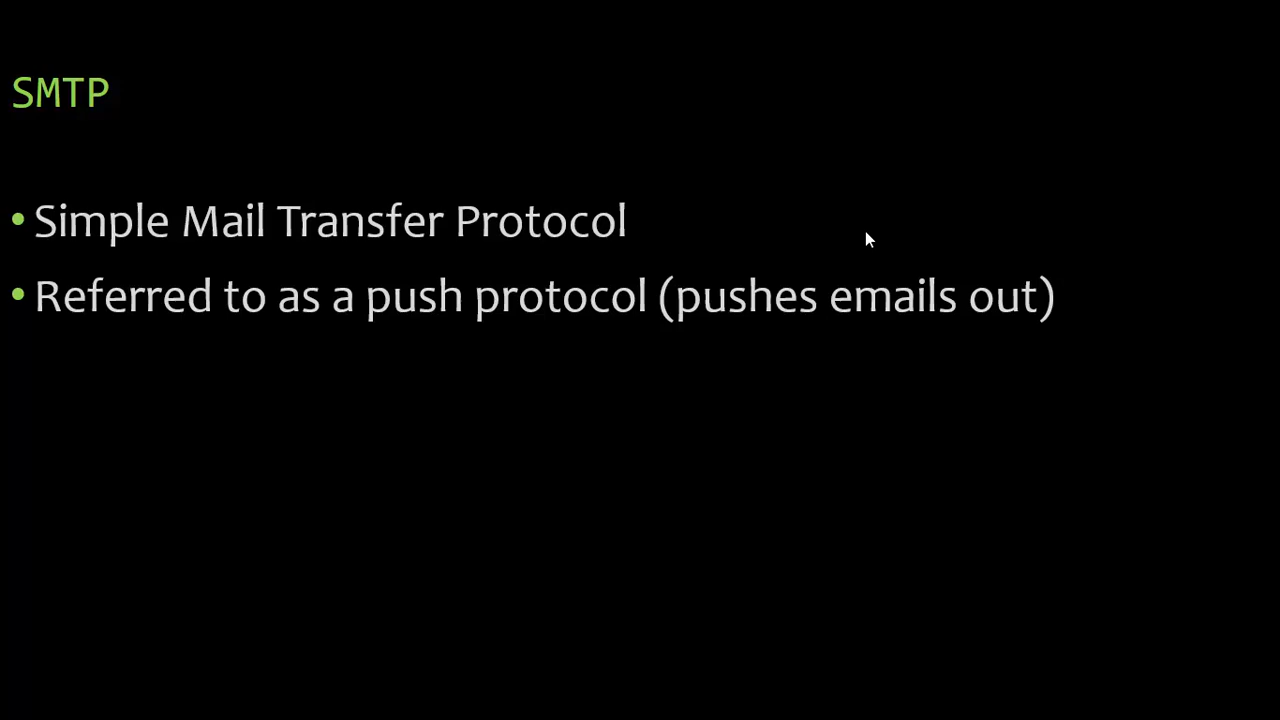 SMTP
• Simple Mail Transfer Protocol
• Referred to as a push protocol (pushes emails out)